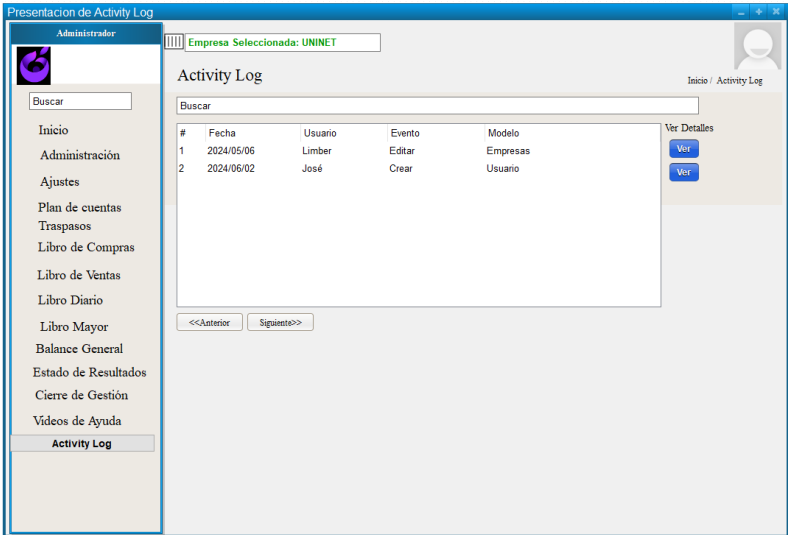 Presentacion de Activity Log
Administrador
Buscar
Inicio
Administración
Ajustes
Plan de cuentas
Traspasos
Libro de Compras
Libro de Ventas
Libro Diario
Libro Mayor
Balance General
Estado de Resultados
Cierre de Gestión
Videos de Ayuda
Activity Log
Empresa Seleccionada: UNINET
Activity Log
Inicio / Activity Log
Buscar
# Fecha Usuario Evento Modelo Ver Detalles
1 2024/05/06 Limber Editar Empresas Ver
2 2024/06/02 José Crear Usuario Ver
<<Anterior Siguiente>>